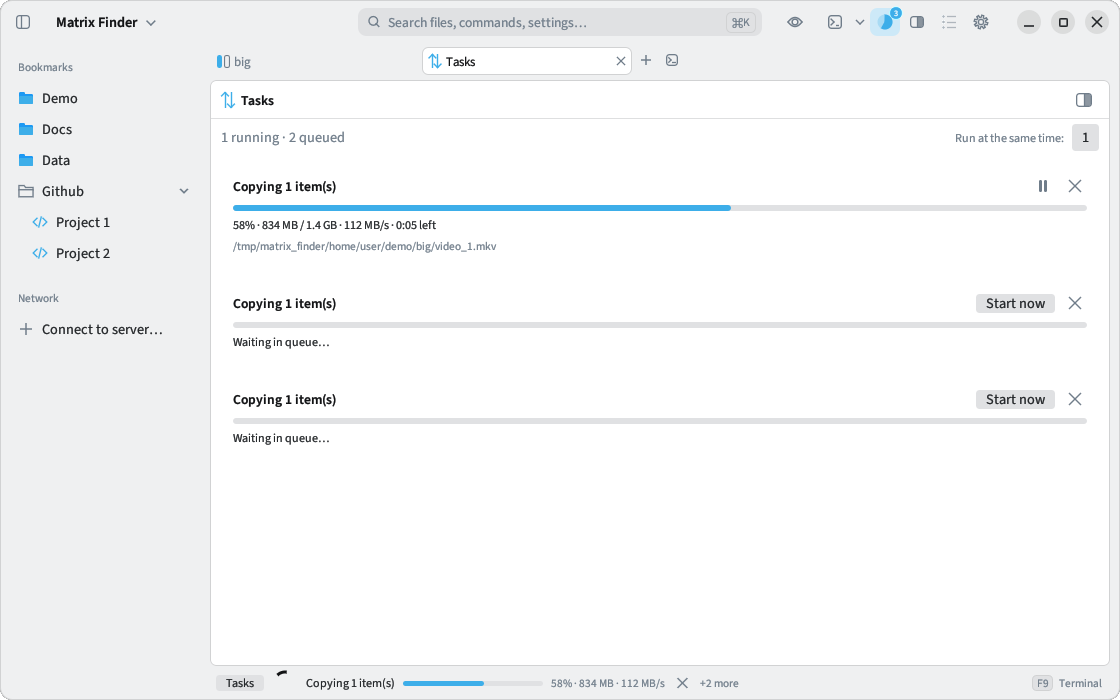 Matrix Finder
Search files, commands, settings…
⌘K
3
Bookmarks
Demo
Docs
Data
Github
Project 1
Project 2
Network
Connect to server…
big
Tasks
Tasks
1 running · 2 queued
Run at the same time: 1
Copying 1 item(s)
58% · 834 MB / 1.4 GB · 112 MB/s · 0:05 left
/tmp/matrix_finder/home/user/demo/big/video_1.mkv
Copying 1 item(s)
Start now
Waiting in queue…
Copying 1 item(s)
Start now
Waiting in queue…
Tasks
Copying 1 item(s)
58% · 834 MB · 112 MB/s
+2 more
F9 Terminal